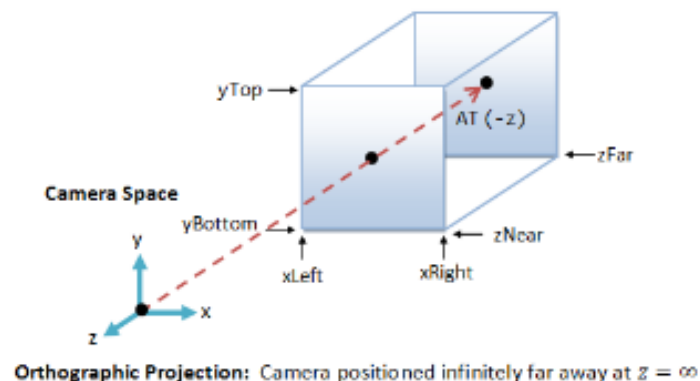 yTop
AT (-z)
zFar
Camera Space
yBottom
zNear
y
xLeft
xRight
x
z
Orthographic Projection: Camera positioned infinitely far away at z = ∞